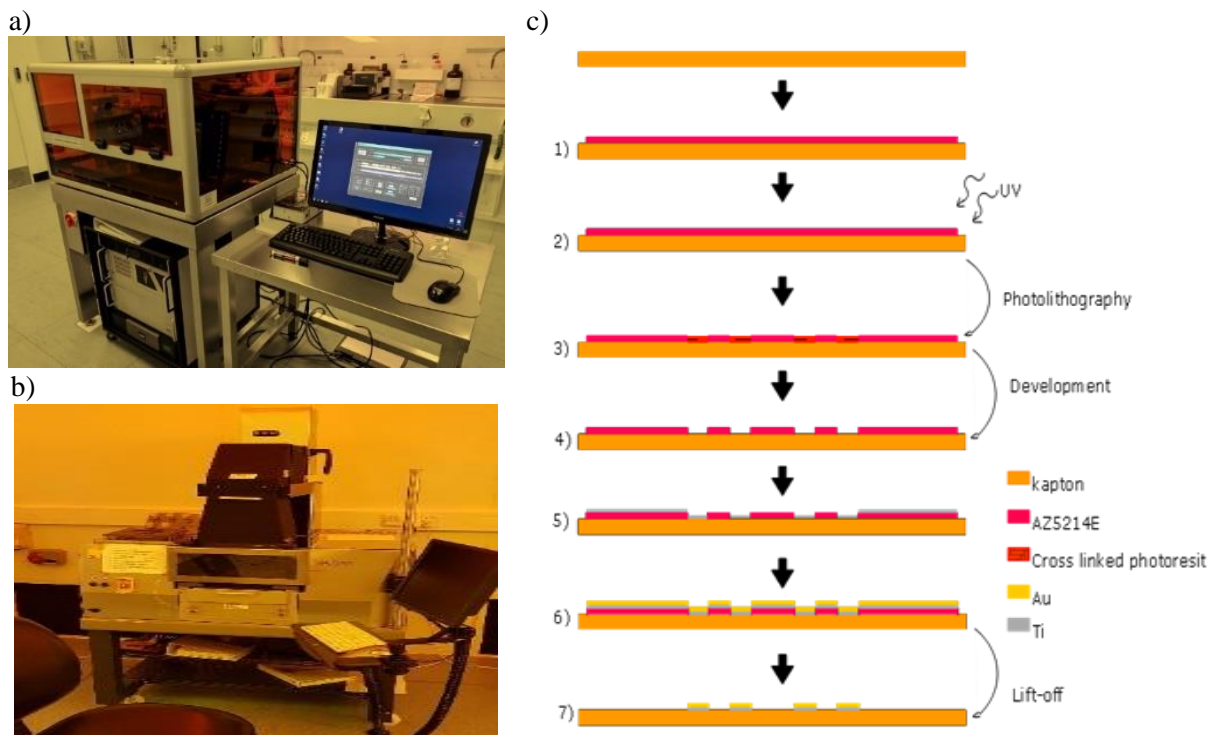 a)
b)
c)
1)
UV
2)
Photolithography
3)
Development
4)
kapton
5)
AZ5214E
Cross linked photoresit
Au
6)
Ti
Lift-off
7)